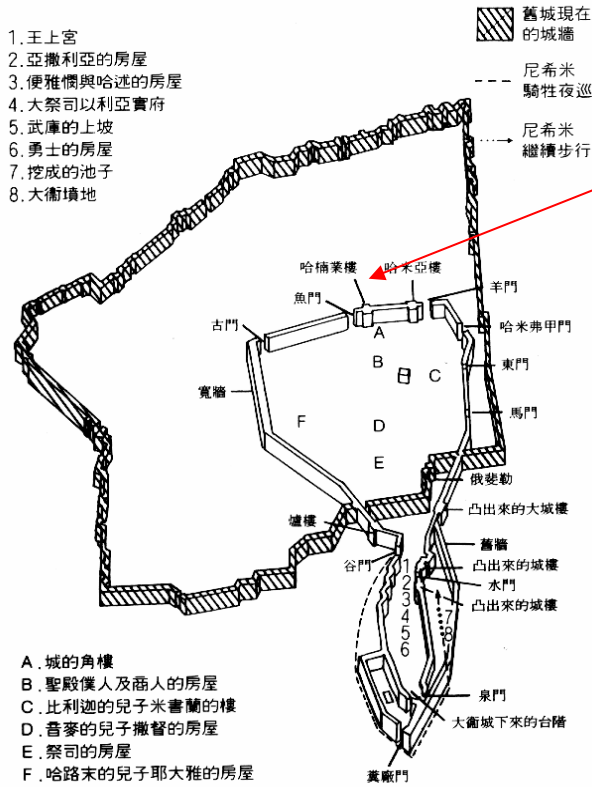 1.王上宮
2.亞撒利亞的房屋
3.便雅憫與哈述的房屋
4.大祭司以利亞實府
5.武庫的上坡
6.勇士的房屋
7.挖成的池子
8.大衞墳地
舊城現在
的城牆
尼希米
騎牲夜巡
尼希米
繼續步行
哈楠業樓
哈米亞樓
羊門
魚門
古門
哈米弗甲門
A
東門
B
C
寬牆
馬門
F
D
E
俄斐勒
凸出來的大城樓
爐樓
舊牆
谷門
凸出來的城樓
水門
凸出來的城樓
1
2
3
4
5
6
7
8
泉門
大衞城下來的台階
糞廠門
A.城的角樓
B.聖殿僕人及商人的房屋
C.比利迦的兒子米書蘭的樓
D.音麥的兒子撒督的房屋
E.祭司的房屋
F.哈路末的兒子耶大雅的房屋